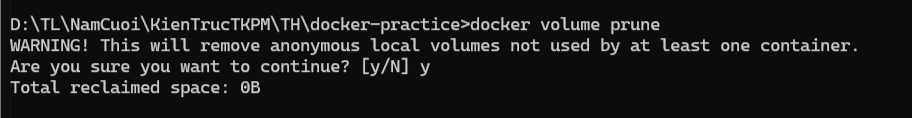 D:\TL\NamCuoi\KienTrucTKPM\TH\docker-practice>docker volume prune
WARNING! This will remove anonymous local volumes not used by at least one container.
Are you sure you want to continue? [y/N] y
Total reclaimed space: 0B